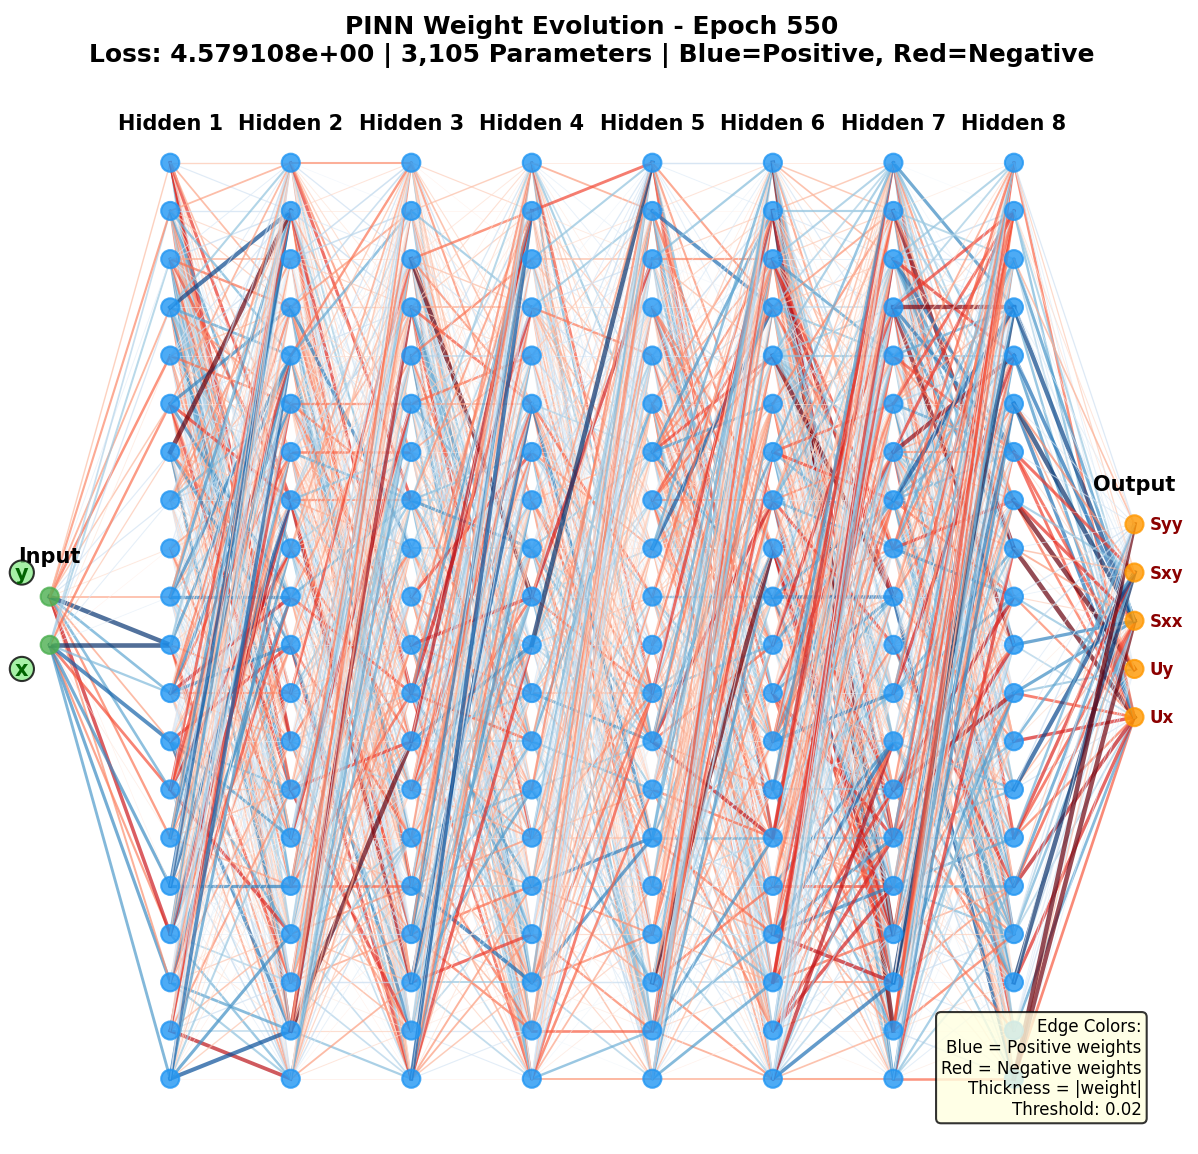 PINN Weight Evolution - Epoch 550
Loss: 4.579108e+00 | 3,105 Parameters | Blue=Positive, Red=Negative
Hidden 1 Hidden 2 Hidden 3 Hidden 4 Hidden 5 Hidden 6 Hidden 7 Hidden 8
Output
Syy
Input
y
Sxy
Sxx
x
Uy
Ux
Edge Colors:
Blue = Positive weights
Red = Negative weights
Thickness = |weight|
Threshold: 0.02